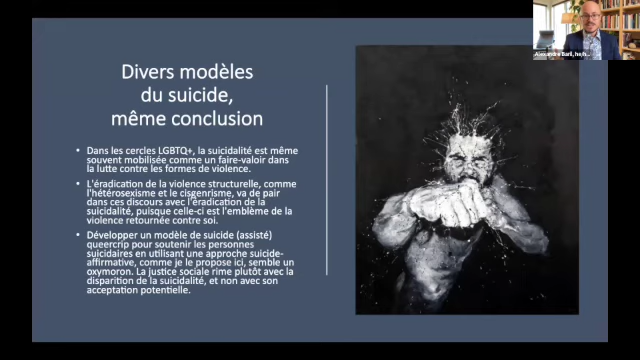 Alexandre Baril, he/h...
Divers modèles
du suicide,
même conclusion
• Dans les cercles LGBTQ+, la suicidalité est même
souvent mobilisée comme un faire-valoir dans
la lutte contre les formes de violence.
• L'éradication de la violence structurelle, comme
l'hétérosexisme et le cisgenrisme, va de pair
dans ces discours avec l'éradication de la
suicidalité, puisque celle-ci est l'emblème de la
violence retournée contre soi.
• Développer un modèle de suicide (assisté)
queercrip pour soutenir les personnes
suicidaires en utilisant une approche suicide-
affirmative, comme je le propose ici, semble un
oxymoron. La justice sociale rime plutôt avec la
disparition de la suicidalité, et non avec son
acceptation potentielle.